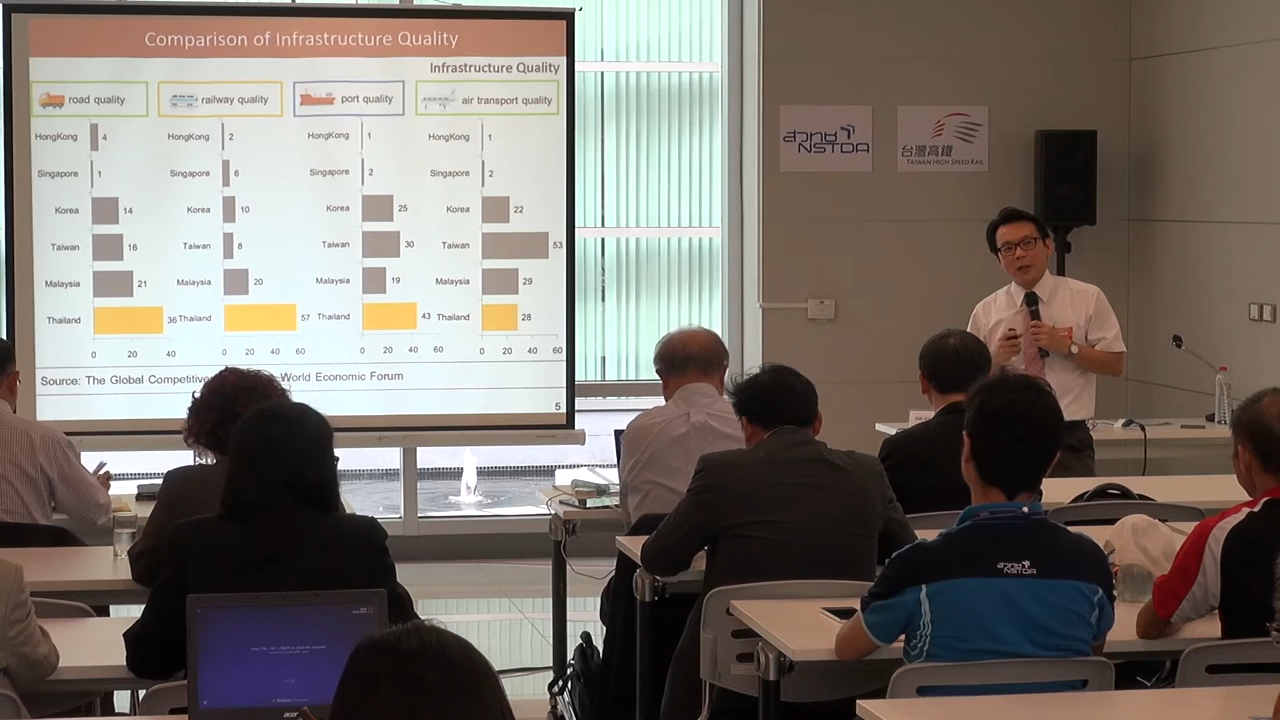 Comparison of Infrastructure Quality
Infrastructure Quality
road quality
railway quality
port quality
air transport quality
HongKong 4
Singapore 1
Korea 14
Taiwan 16
Malaysia 21
Thailand 36
0 20 40
HongKong 2
Singapore 6
Korea 10
Taiwan 8
Malaysia 20
Thailand 57
0 20 40 60
HongKong 1
Singapore 2
Korea 25
Taiwan 30
Malaysia 19
Thailand 43
0 20 40 60
HongKong 1
Singapore 2
Korea 22
Taiwan 53
Malaysia 29
Thailand 28
0 20 40 60
Source: The Global Competitive World Economic Forum
5
สวทช
NSTDA
台灣高鐵
TAIWAN HIGH SPEED RAIL
สวทช
NSTDA
acer